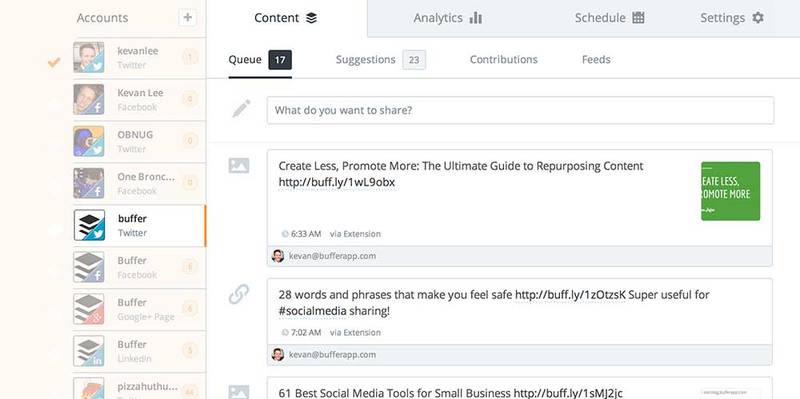 Accounts
+
kevanlee
Twitter
1
Kevan Lee
Facebook
0
OBNUG
Twitter
0
One Bronc...
Facebook
0
buffer
Twitter
Buffer
Facebook
6
Buffer
Google+ Page
6
Buffer
LinkedIn
5
pizzahuthu...
Twitter
44
Content
Analytics
Schedule
Settings
Queue 17
Suggestions 23
Contributions
Feeds
What do you want to share?
Create Less, Promote More: The Ultimate Guide to Repurposing Content
http://buff.ly/1wL9obx
EATE LESS,
ROMOTE MORE
6:33 AM via Extension
kevan@bufferapp.com
28 words and phrases that make you feel safe http://buff.ly/1zOtzsK Super useful for
#socialmedia sharing!
7:02 AM via Extension
kevan@bufferapp.com
61 Best Social Media Tools for Small Business http://buff.ly/1sMJ2jc